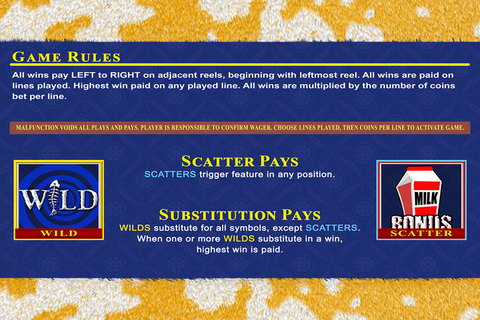 GAME RULES
All wins pay LEFT to RIGHT on adjacent reels, beginning with leftmost reel. All wins are paid on
lines played. Highest win paid on any played line. All wins are multiplied by the number of coins
bet per line.
MALFUNCTION VOIDS ALL PLAYS AND PAYS. PLAYER IS RESPONSIBLE TO CONFIRM WAGER. CHOOSE LINES PLAYED, THEN COINS PER LINE TO ACTIVATE GAME.
SCATTER PAYS
SCATTERS trigger feature in any position.
WILD
WILD
SUBSTITUTION PAYS
WILDS substitute for all symbols, except SCATTERS.
When one or more WILDS substitute in a win,
highest win is paid.
MILK
BONUS
SCATTER